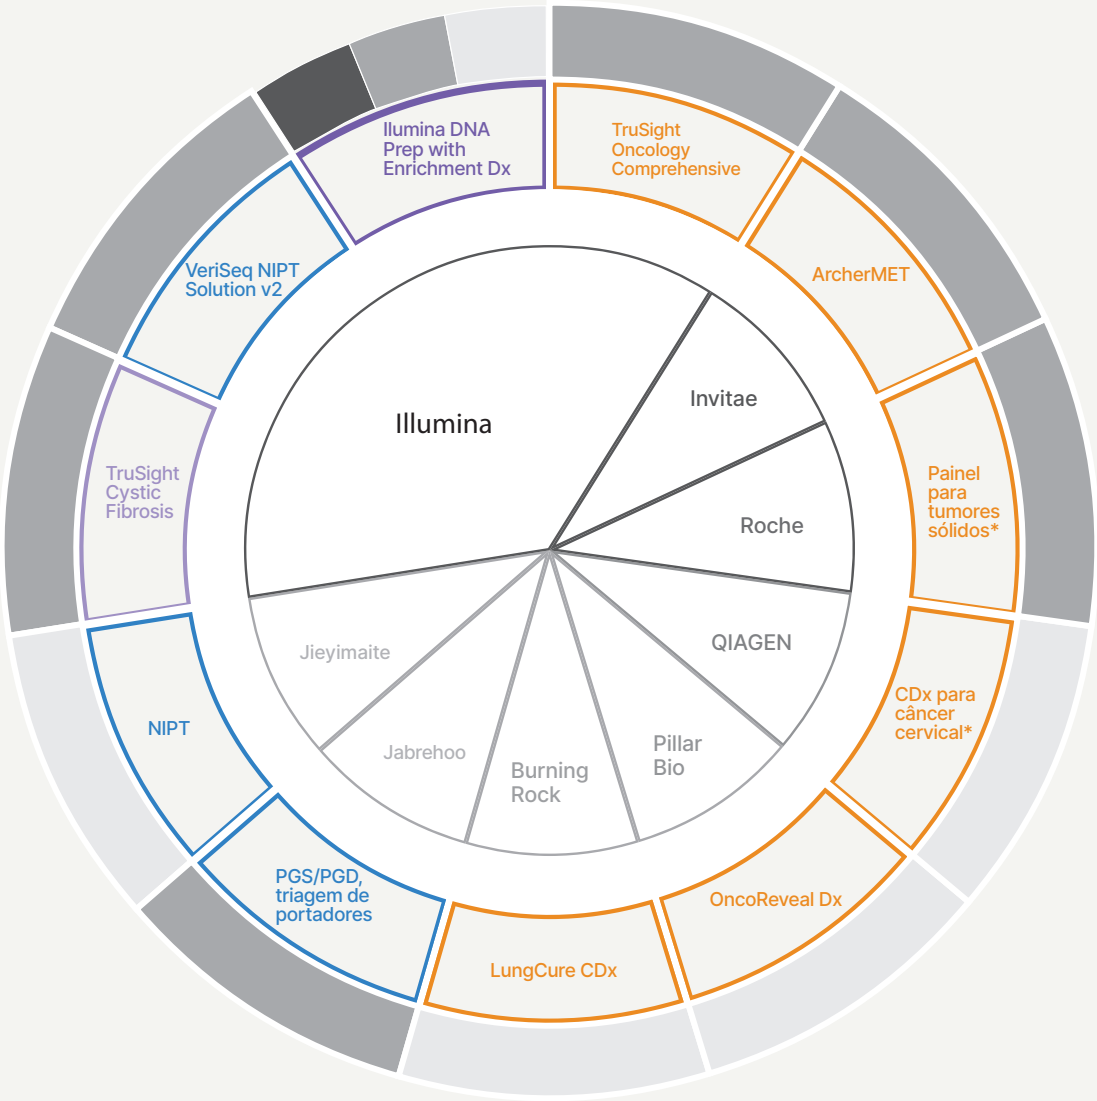 Ilumina DNA
Prep with
Enrichment Dx
TruSight
Oncology
Comprehensive
VeriSeq NIPT
Solution v2
ArcherMET
Illumina
Invitae
TruSight
Cystic
Fibrosis
Painel
para
tumores
sólidos*
Roche
Jieyimaite
QIAGEN
NIPT
CDx para
câncer
cervical*
Jabrehoo
Burning
Rock
Pillar
Bio
PGS/PGD,
triagem de
portadores
OncoReveal Dx
LungCure CDx